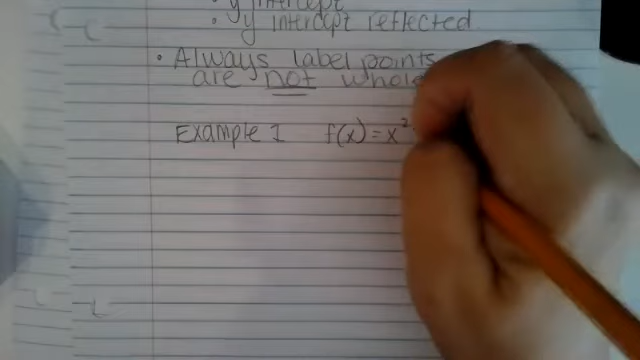 • y intercept
• y intercept reflected
• Always label points
are not whole
Example 1 f(x) = x²